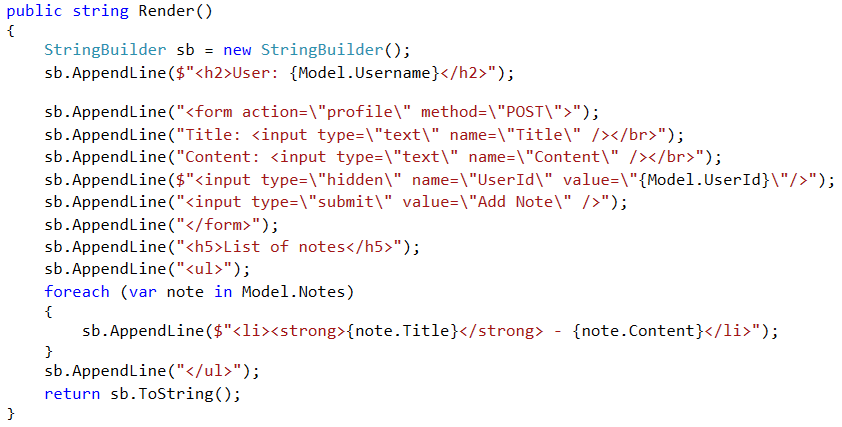 public string Render()
{
    StringBuilder sb = new StringBuilder();
    sb.AppendLine($"<h2>User: {Model.Username}</h2>");
    sb.AppendLine("<form action=\"profile\" method=\"POST\">");
    sb.AppendLine("Title: <input type=\"text\" name=\"Title\" /></br>");
    sb.AppendLine("Content: <input type=\"text\" name=\"Content\" /></br>");
    sb.AppendLine($"<input type=\"hidden\" name=\"UserId\" value=\"{Model.UserId}\"/>");
    sb.AppendLine("<input type=\"submit\" value=\"Add Note\" />");
    sb.AppendLine("</form>");
    sb.AppendLine("<h5>List of notes</h5>");
    sb.AppendLine("<ul>");
    foreach (var note in Model.Notes)
    {
        sb.AppendLine($"<li><strong>{note.Title}</strong> - {note.Content}</li>");
    }
    sb.AppendLine("</ul>");
    return sb.ToString();
}